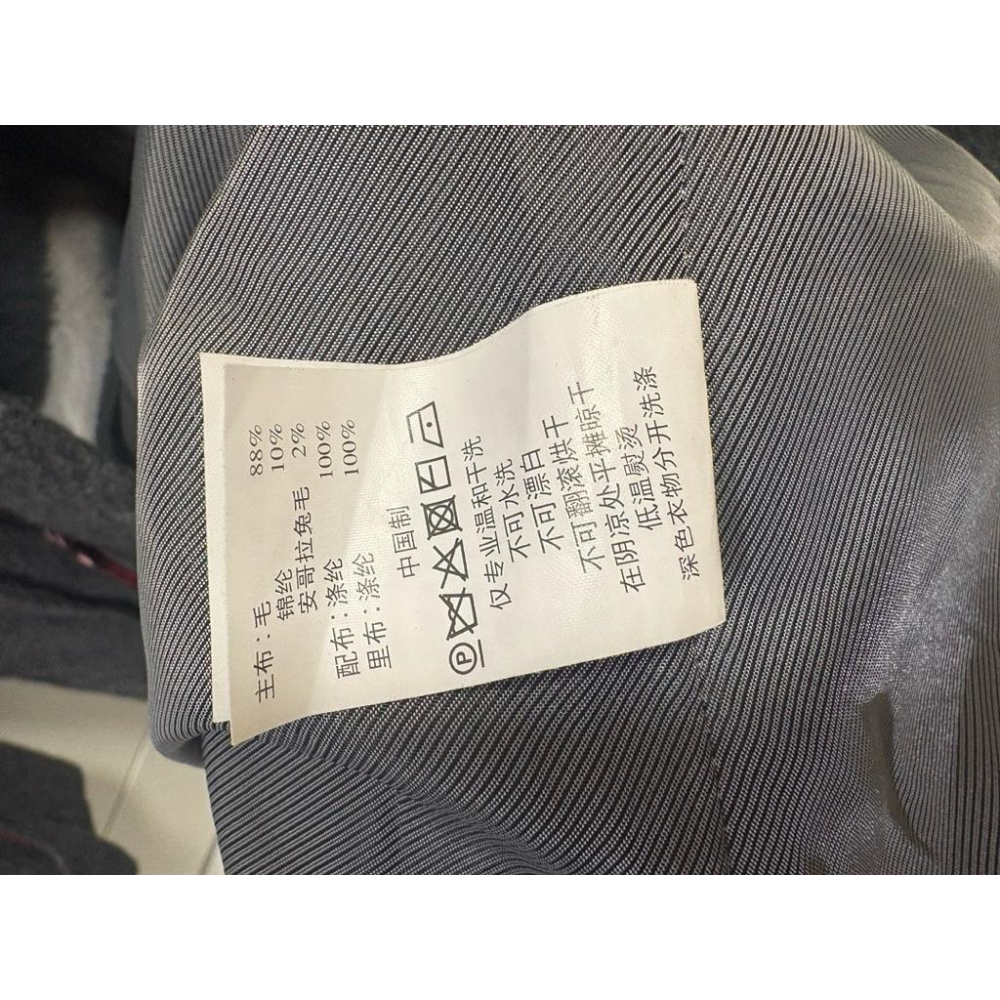 主布：毛 88%
锦纶 10%
安哥拉兔毛 2%
配布：涤纶 100%
里布：涤纶 100%
中国制
P
仅专业温和干洗
不可水洗
不可漂白
不可翻滚烘干
在阴凉处平摊晾干
低温熨烫
深色衣物分开洗涤